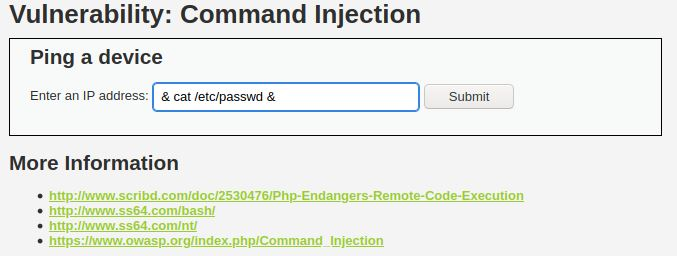 Vulnerability: Command Injection
Ping a device
Enter an IP address: & cat /etc/passwd & Submit
More Information
• http://www.scribd.com/doc/2530476/Php-Endangers-Remote-Code-Execution
• http://www.ss64.com/bash/
• http://www.ss64.com/nt/
• https://www.owasp.org/index.php/Command_Injection